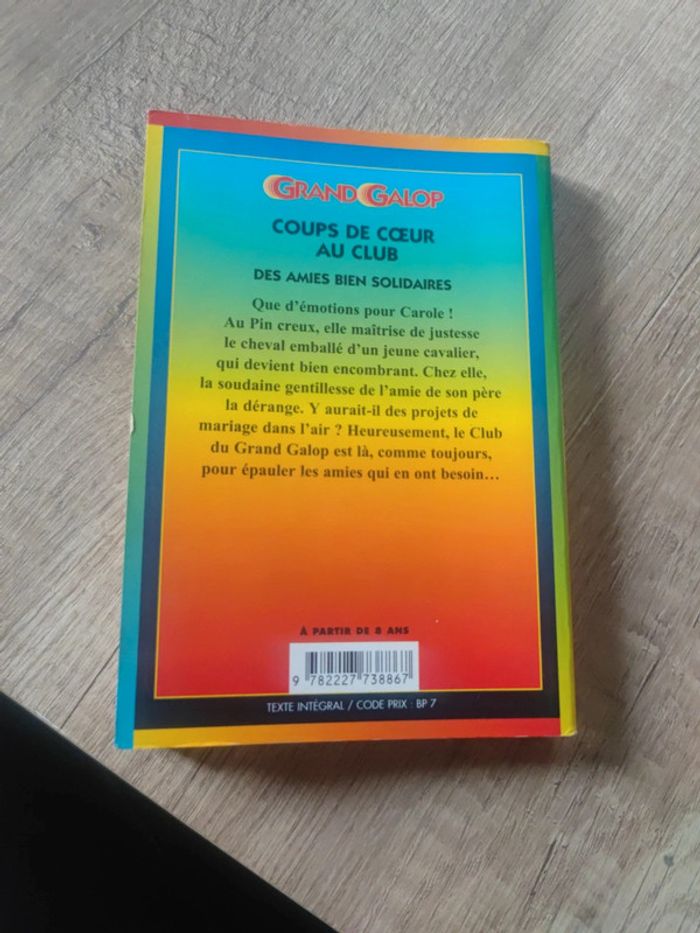 GRAND GALOP
COUPS DE CŒUR
AU CLUB
DES AMIES BIEN SOLIDAIRES
Que d'émotions pour Carole !
Au Pin creux, elle maîtrise de justesse
le cheval emballé d'un jeune cavalier,
qui devient bien encombrant. Chez elle,
la soudaine gentillesse de l'amie de son père
la dérange. Y aurait-il des projets de
mariage dans l'air ? Heureusement, le Club
du Grand Galop est là, comme toujours,
pour épauler les amies qui en ont besoin…
À PARTIR DE 8 ANS
9 782227 738867
TEXTE INTÉGRAL / CODE PRIX : BP 7